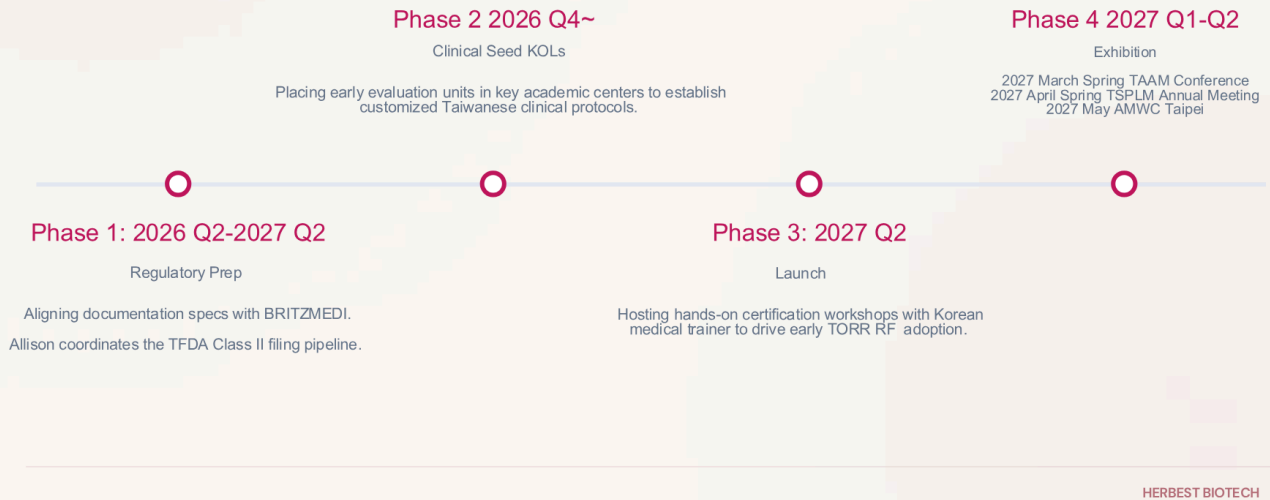 Phase 2 2026 Q4~
Clinical Seed KOLs
Placing early evaluation units in key academic centers to establish
customized Taiwanese clinical protocols.
Phase 4 2027 Q1-Q2
Exhibition
2027 March Spring TAAM Conference
2027 April Spring TSPLM Annual Meeting
2027 May AMWC Taipei
Phase 1: 2026 Q2-2027 Q2
Regulatory Prep
Aligning documentation specs with BRITZMEDI.
Allison coordinates the TFDA Class II filing pipeline.
Phase 3: 2027 Q2
Launch
Hosting hands-on certification workshops with Korean
medical trainer to drive early TORR RF adoption.
HERBEST BIOTECH